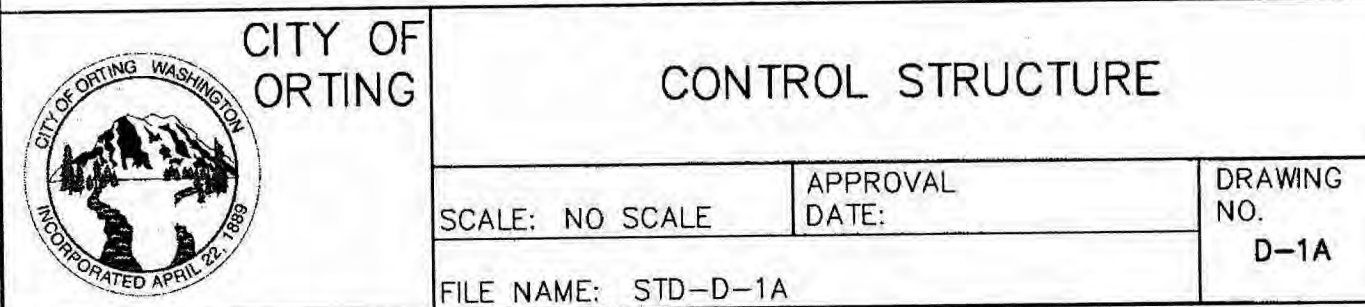 CITY OF
ORTING
CITY OF ORTING WASHINGTON
INCORPORATED APRIL 22, 1889
CONTROL STRUCTURE
SCALE: NO SCALE
APPROVAL
DATE:
DRAWING
NO.
D-1A
FILE NAME: STD-D-1A